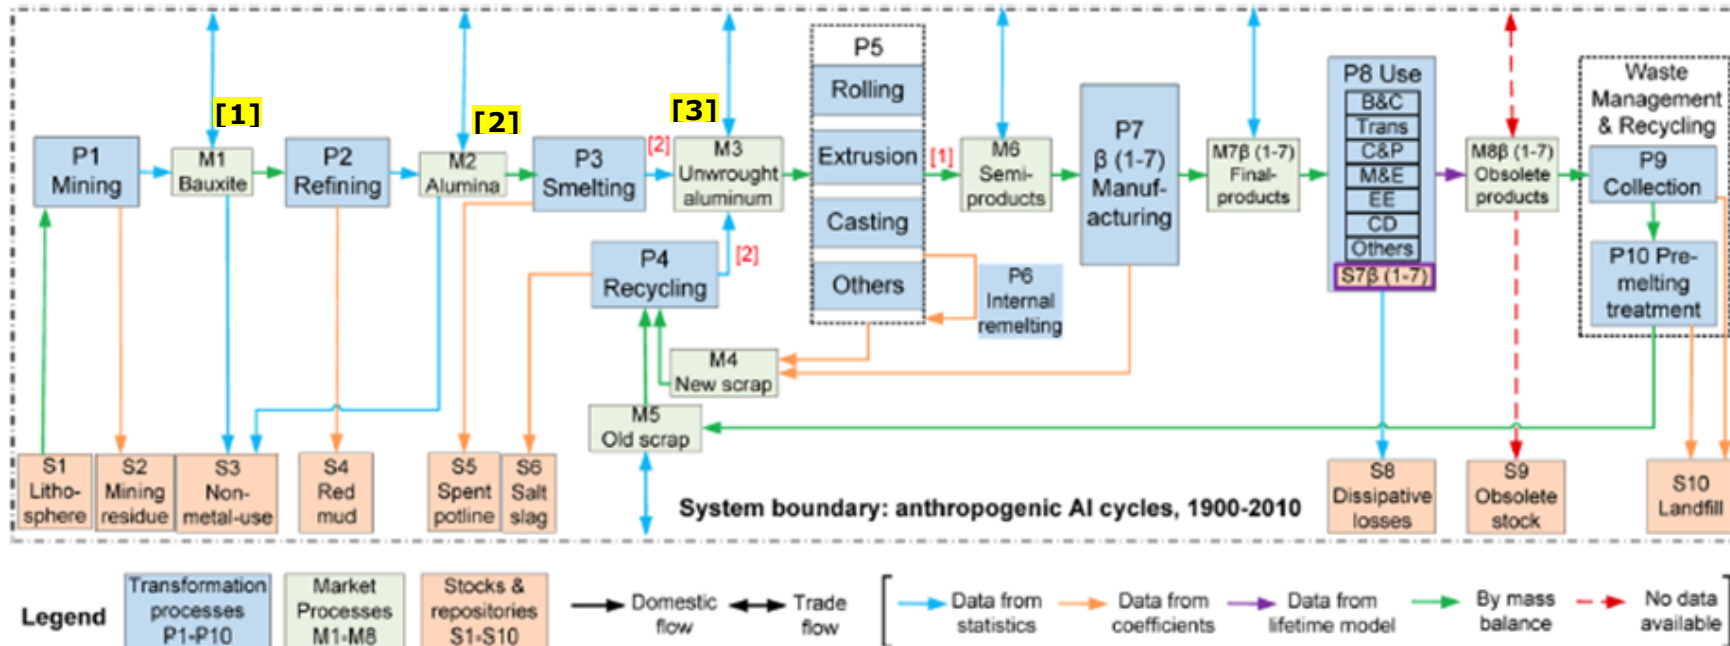 [1]
[2]
[3]
P1
Mining
M1
Bauxite
P2
Refining
M2
Alumina
P3
Smelting
[2]
M3
Unwrought
aluminum
P4
Recycling
[2]
P5
Rolling
Extrusion
Casting
Others
[1]
P6
Internal
remelting
M4
New scrap
M5
Old scrap
M6
Semi-
products
P7
β (1-7)
Manuf-
acturing
M7β (1-7)
Final-
products
P8 Use
B&C
Trans
C&P
M&E
EE
CD
Others
S7β (1-7)
M8β (1-7)
Obsolete
products
Waste
Management
& Recycling
P9
Collection
P10 Pre-
melting
treatment
S1
Litho-
sphere
S2
Mining
residue
S3
Non-
metal-use
S4
Red
mud
S5
Spent
potline
S6
Salt
slag
System boundary: anthropogenic Al cycles, 1900-2010
S8
Dissipative
losses
S9
Obsolete
stock
S10
Landfill
Legend
Transformation
processes
P1-P10
Market
Processes
M1-M8
Stocks &
repositories
S1-S10
Domestic
flow
Trade
flow
Data from
statistics
Data from
coefficients
Data from
lifetime model
By mass
balance
No data
available